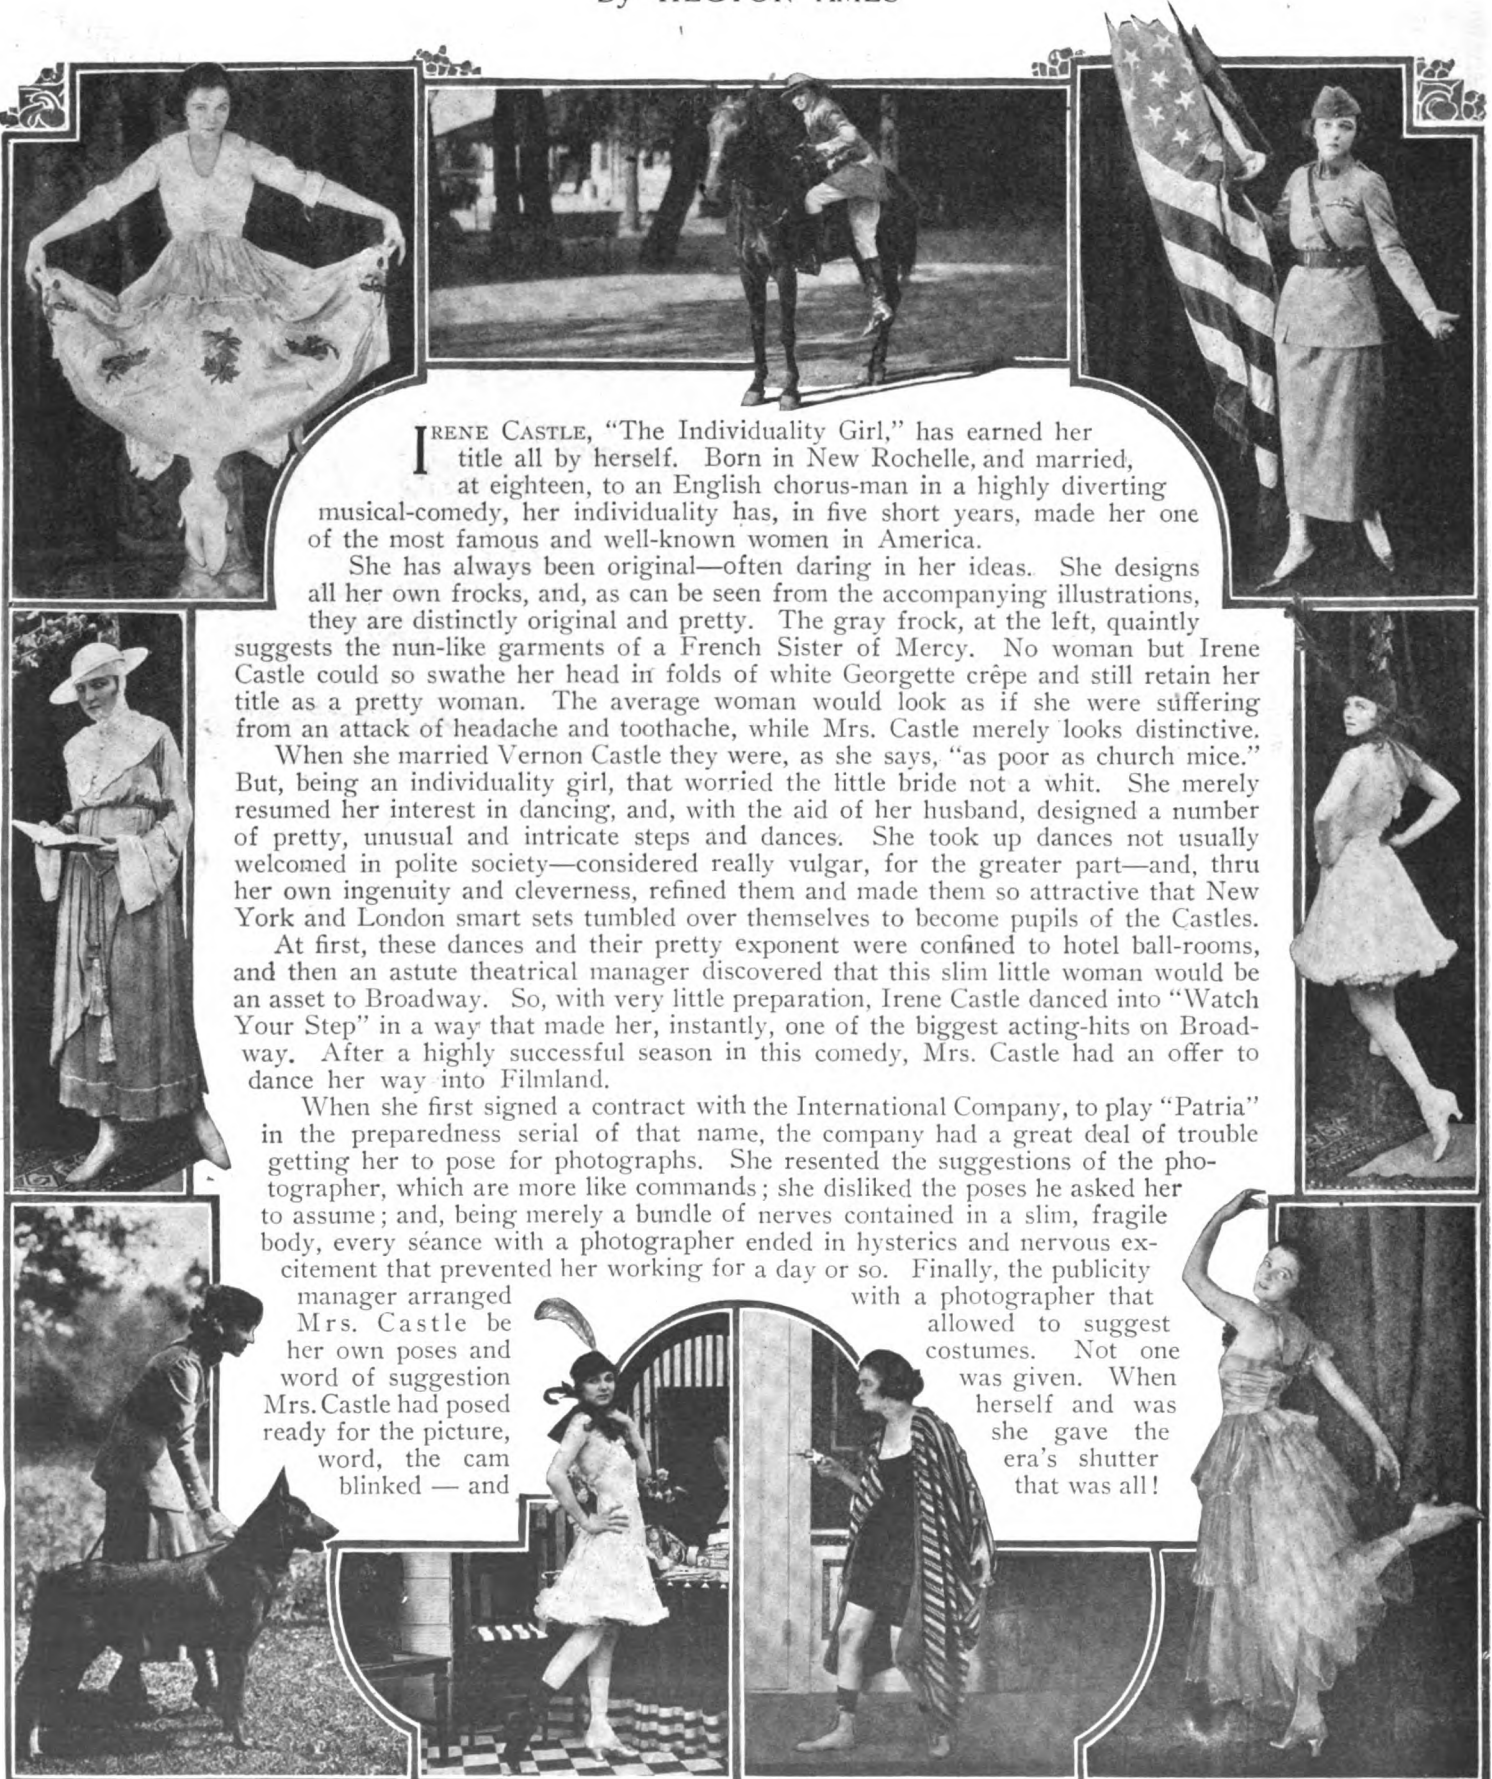 By HECTOR AMES
IRENE CASTLE, "The Individuality Girl," has earned her
title all by herself. Born in New Rochelle, and married,
at eighteen, to an English chorus-man in a highly diverting
musical-comedy, her individuality has, in five short years, made her one
of the most famous and well-known women in America.
She has always been original—often daring in her ideas. She designs
all her own frocks, and, as can be seen from the accompanying illustrations,
they are distinctly original and pretty. The gray frock, at the left, quaintly
suggests the nun-like garments of a French Sister of Mercy. No woman but Irene
Castle could so swathe her head in folds of white Georgette crêpe and still retain her
title as a pretty woman. The average woman would look as if she were suffering
from an attack of headache and toothache, while Mrs. Castle merely looks distinctive.
When she married Vernon Castle they were, as she says, "as poor as church mice."
But, being an individuality girl, that worried the little bride not a whit. She merely
resumed her interest in dancing, and, with the aid of her husband, designed a number
of pretty, unusual and intricate steps and dances. She took up dances not usually
welcomed in polite society—considered really vulgar, for the greater part—and, thru
her own ingenuity and cleverness, refined them and made them so attractive that New
York and London smart sets tumbled over themselves to become pupils of the Castles.
At first, these dances and their pretty exponent were confined to hotel ball-rooms,
and then an astute theatrical manager discovered that this slim little woman would be
an asset to Broadway. So, with very little preparation, Irene Castle danced into "Watch
Your Step" in a way that made her, instantly, one of the biggest acting-hits on Broad-
way. After a highly successful season in this comedy, Mrs. Castle had an offer to
dance her way into Filmland.
When she first signed a contract with the International Company, to play "Patria"
in the preparedness serial of that name, the company had a great deal of trouble
getting her to pose for photographs. She resented the suggestions of the pho-
tographer, which are more like commands; she disliked the poses he asked her
to assume; and, being merely a bundle of nerves contained in a slim, fragile
body, every séance with a photographer ended in hysterics and nervous ex-
citement that prevented her working for a day or so. Finally, the publicity
manager arranged with a photographer that
Mrs. Castle be allowed to suggest
her own poses and costumes. Not one
word of suggestion was given. When
Mrs. Castle had posed herself and was
ready for the picture, she gave the
word, the cam era's shutter
blinked — and that was all!